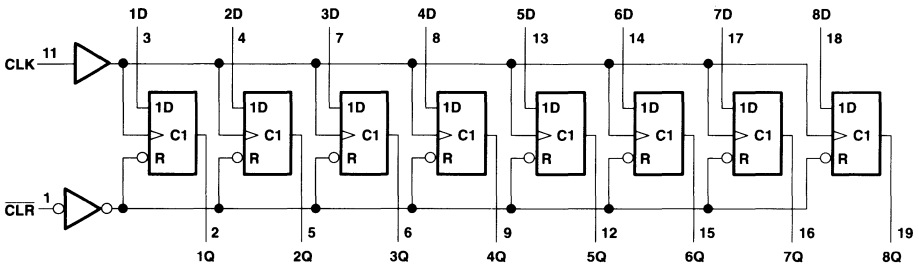 1D 2D 3D 4D 5D 6D 7D 8D
3 4 7 8 13 14 17 18
CLK 11
1D 1D 1D 1D 1D 1D 1D 1D
C1 C1 C1 C1 C1 C1 C1 C1
R R R R R R R R
CLR 1
2 5 6 9 12 15 16 19
1Q 2Q 3Q 4Q 5Q 6Q 7Q 8Q